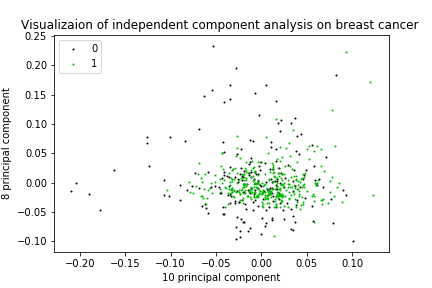 Visualizaion of independent component analysis on breast cancer
0
1
0.25
0.20
0.15
0.10
0.05
0.00
−0.05
−0.10
8 principal component
−0.20 −0.15 −0.10 −0.05 0.00 0.05 0.10
10 principal component